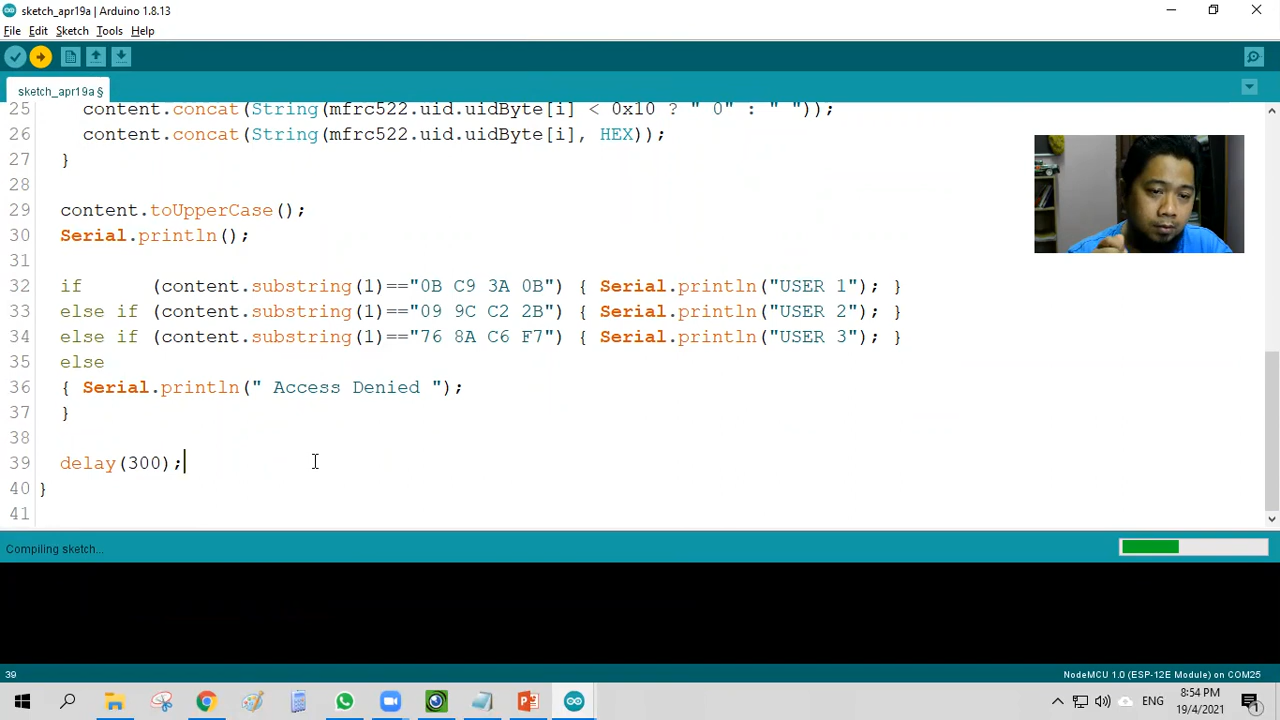 sketch_apr19a | Arduino 1.8.13
File Edit Sketch Tools Help
sketch_apr19a §
25 content.concat(String(mfrc522.uid.uidByte[i] < 0x10 ? " 0" : " "));
26 content.concat(String(mfrc522.uid.uidByte[i], HEX));
27 }
28
29 content.toUpperCase();
30 Serial.println();
31
32 if (content.substring(1)=="0B C9 3A 0B") { Serial.println("USER 1"); }
33 else if (content.substring(1)=="09 9C C2 2B") { Serial.println("USER 2"); }
34 else if (content.substring(1)=="76 8A C6 F7") { Serial.println("USER 3"); }
35 else
36 { Serial.println(" Access Denied ");
37 }
38
39 delay(300);
40 }
41
Compiling sketch...
39 NodeMCU 1.0 (ESP-12E Module) on COM25
ENG 8:54 PM
19/4/2021